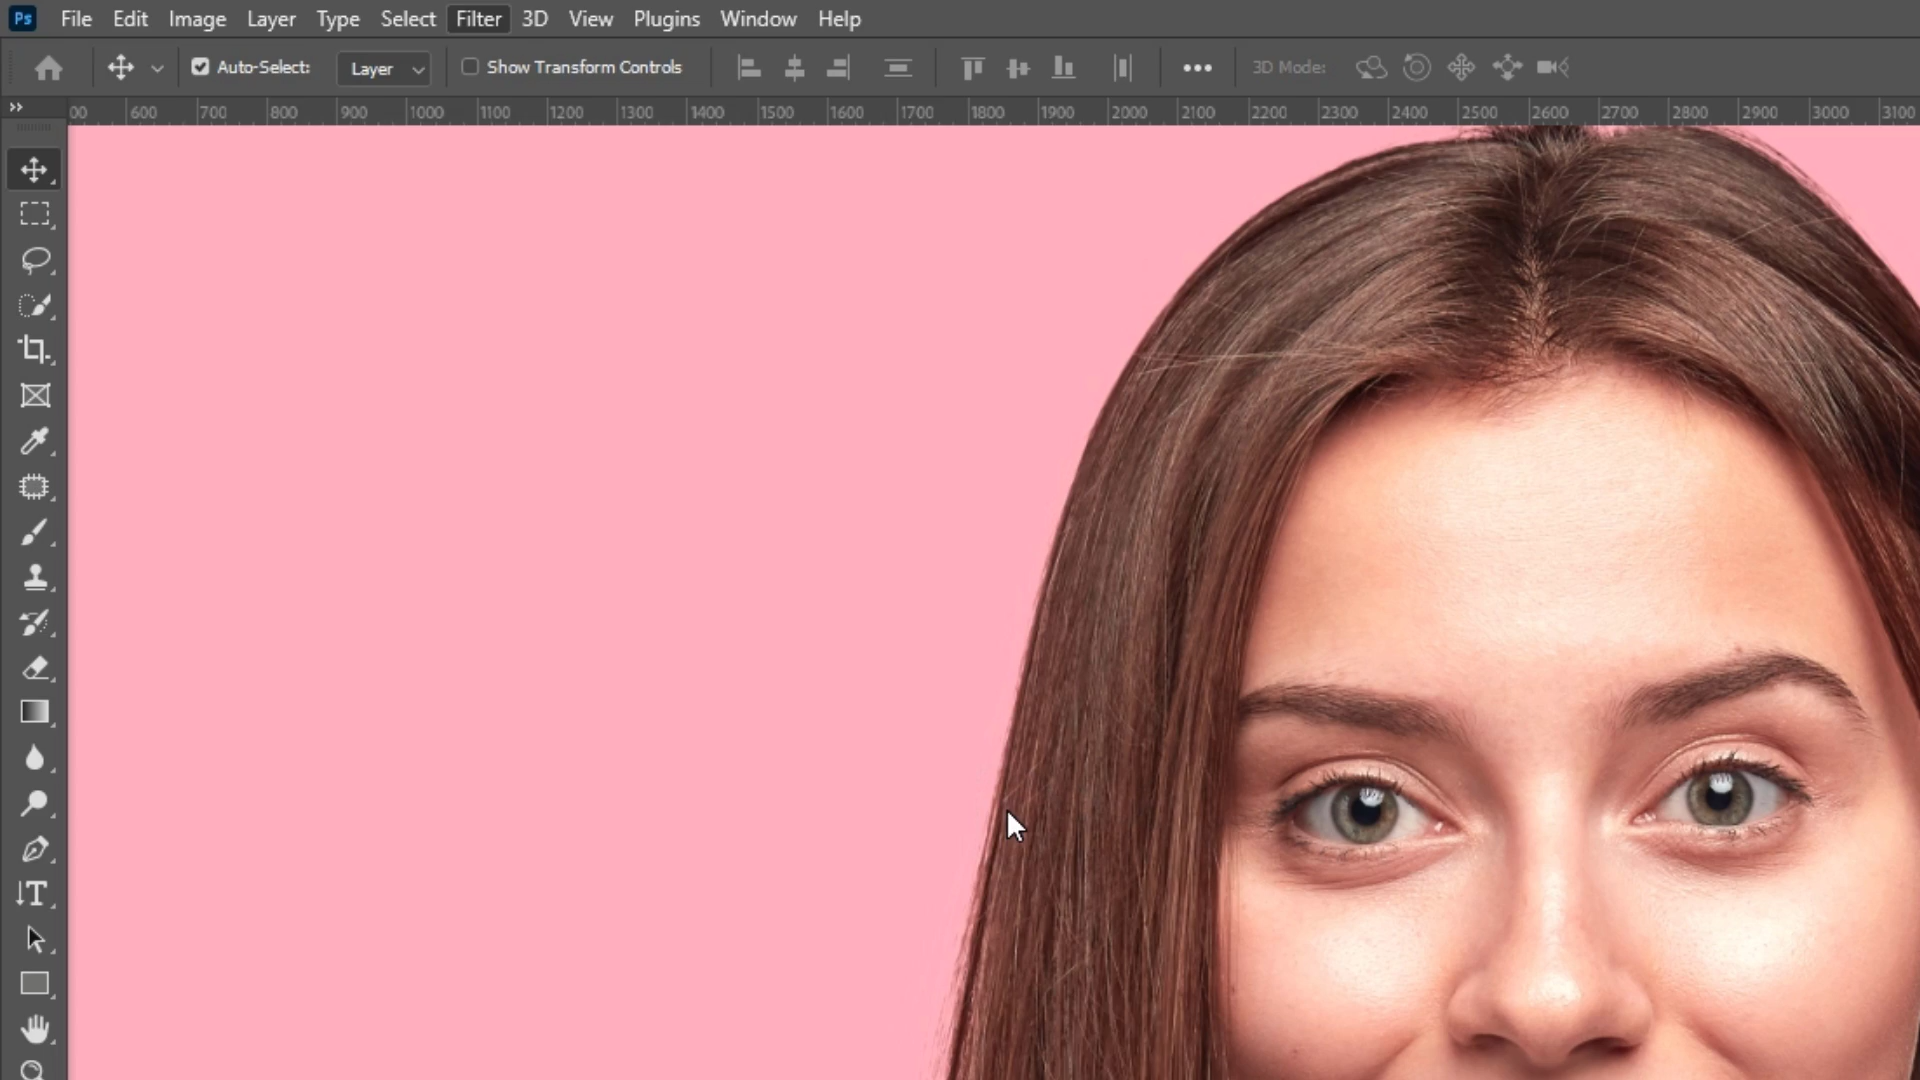 Ps File Edit Image Layer Type Select Filter 3D View Plugins Window Help
Auto-Select: Layer Show Transform Controls 3D Mode:
00 600 700 800 900 1000 1100 1200 1300 1400 1500 1600 1700 1800 1900 2000 2100 2200 2300 2400 2500 2600 2700 2800 2900 3000 3100
T